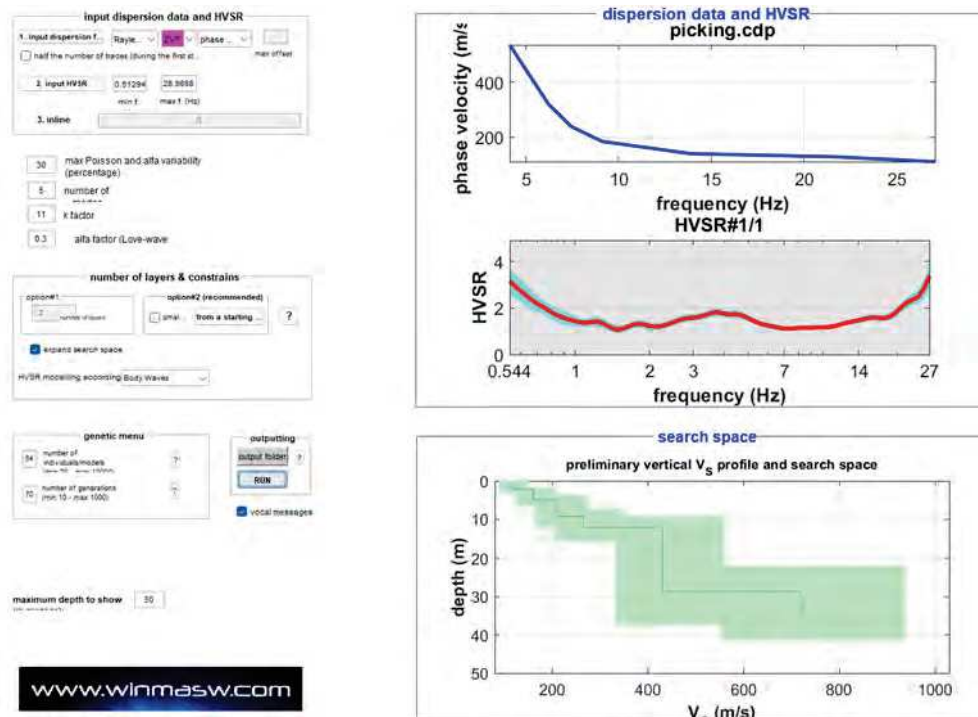 input dispersion data and HVSR
1. input dispersion f...
Rayle...
ZVF
phase ...
half the number of traces (during the first st...
max offset
2. input HVSR
0.51294
28.9698
min f
max f (Hz)
3. inline
30
max Poisson and alfa variability
(percentage)
5
number of
11
k factor
0.3
alfa factor (Love-wave
number of layers & constrains
option#1
2
number of layers
option#2 (recommended)
smal...
from a starting ...
?
expand search space
HVSR modelling according
Body Waves
genetic menu
number of
individuals/models
?
70
number of generations
(min 10 - max 1000)
?
outputting
output folder
?
RUN
vocal messages
maximum depth to show
www.winmasw.com
dispersion data and HVSR
picking.cdp
phase velocity (m/s
400
200
5
10
15
20
25
frequency (Hz)
HVSR#1/1
HVSR
4
2
0
0.544
1
2
3
7
14
27
frequency (Hz)
search space
preliminary vertical VS profile and search space
depth (m)
0
10
20
30
40
50
200
400
600
800
1000
VS (m/s)